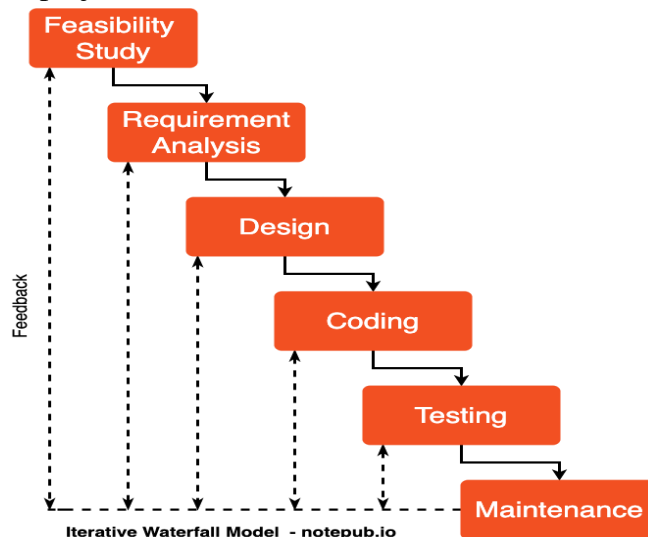 Feasibility
Study
Requirement
Analysis
Design
Coding
Testing
Maintenance
Feedback
Iterative Waterfall Model - notepub.io